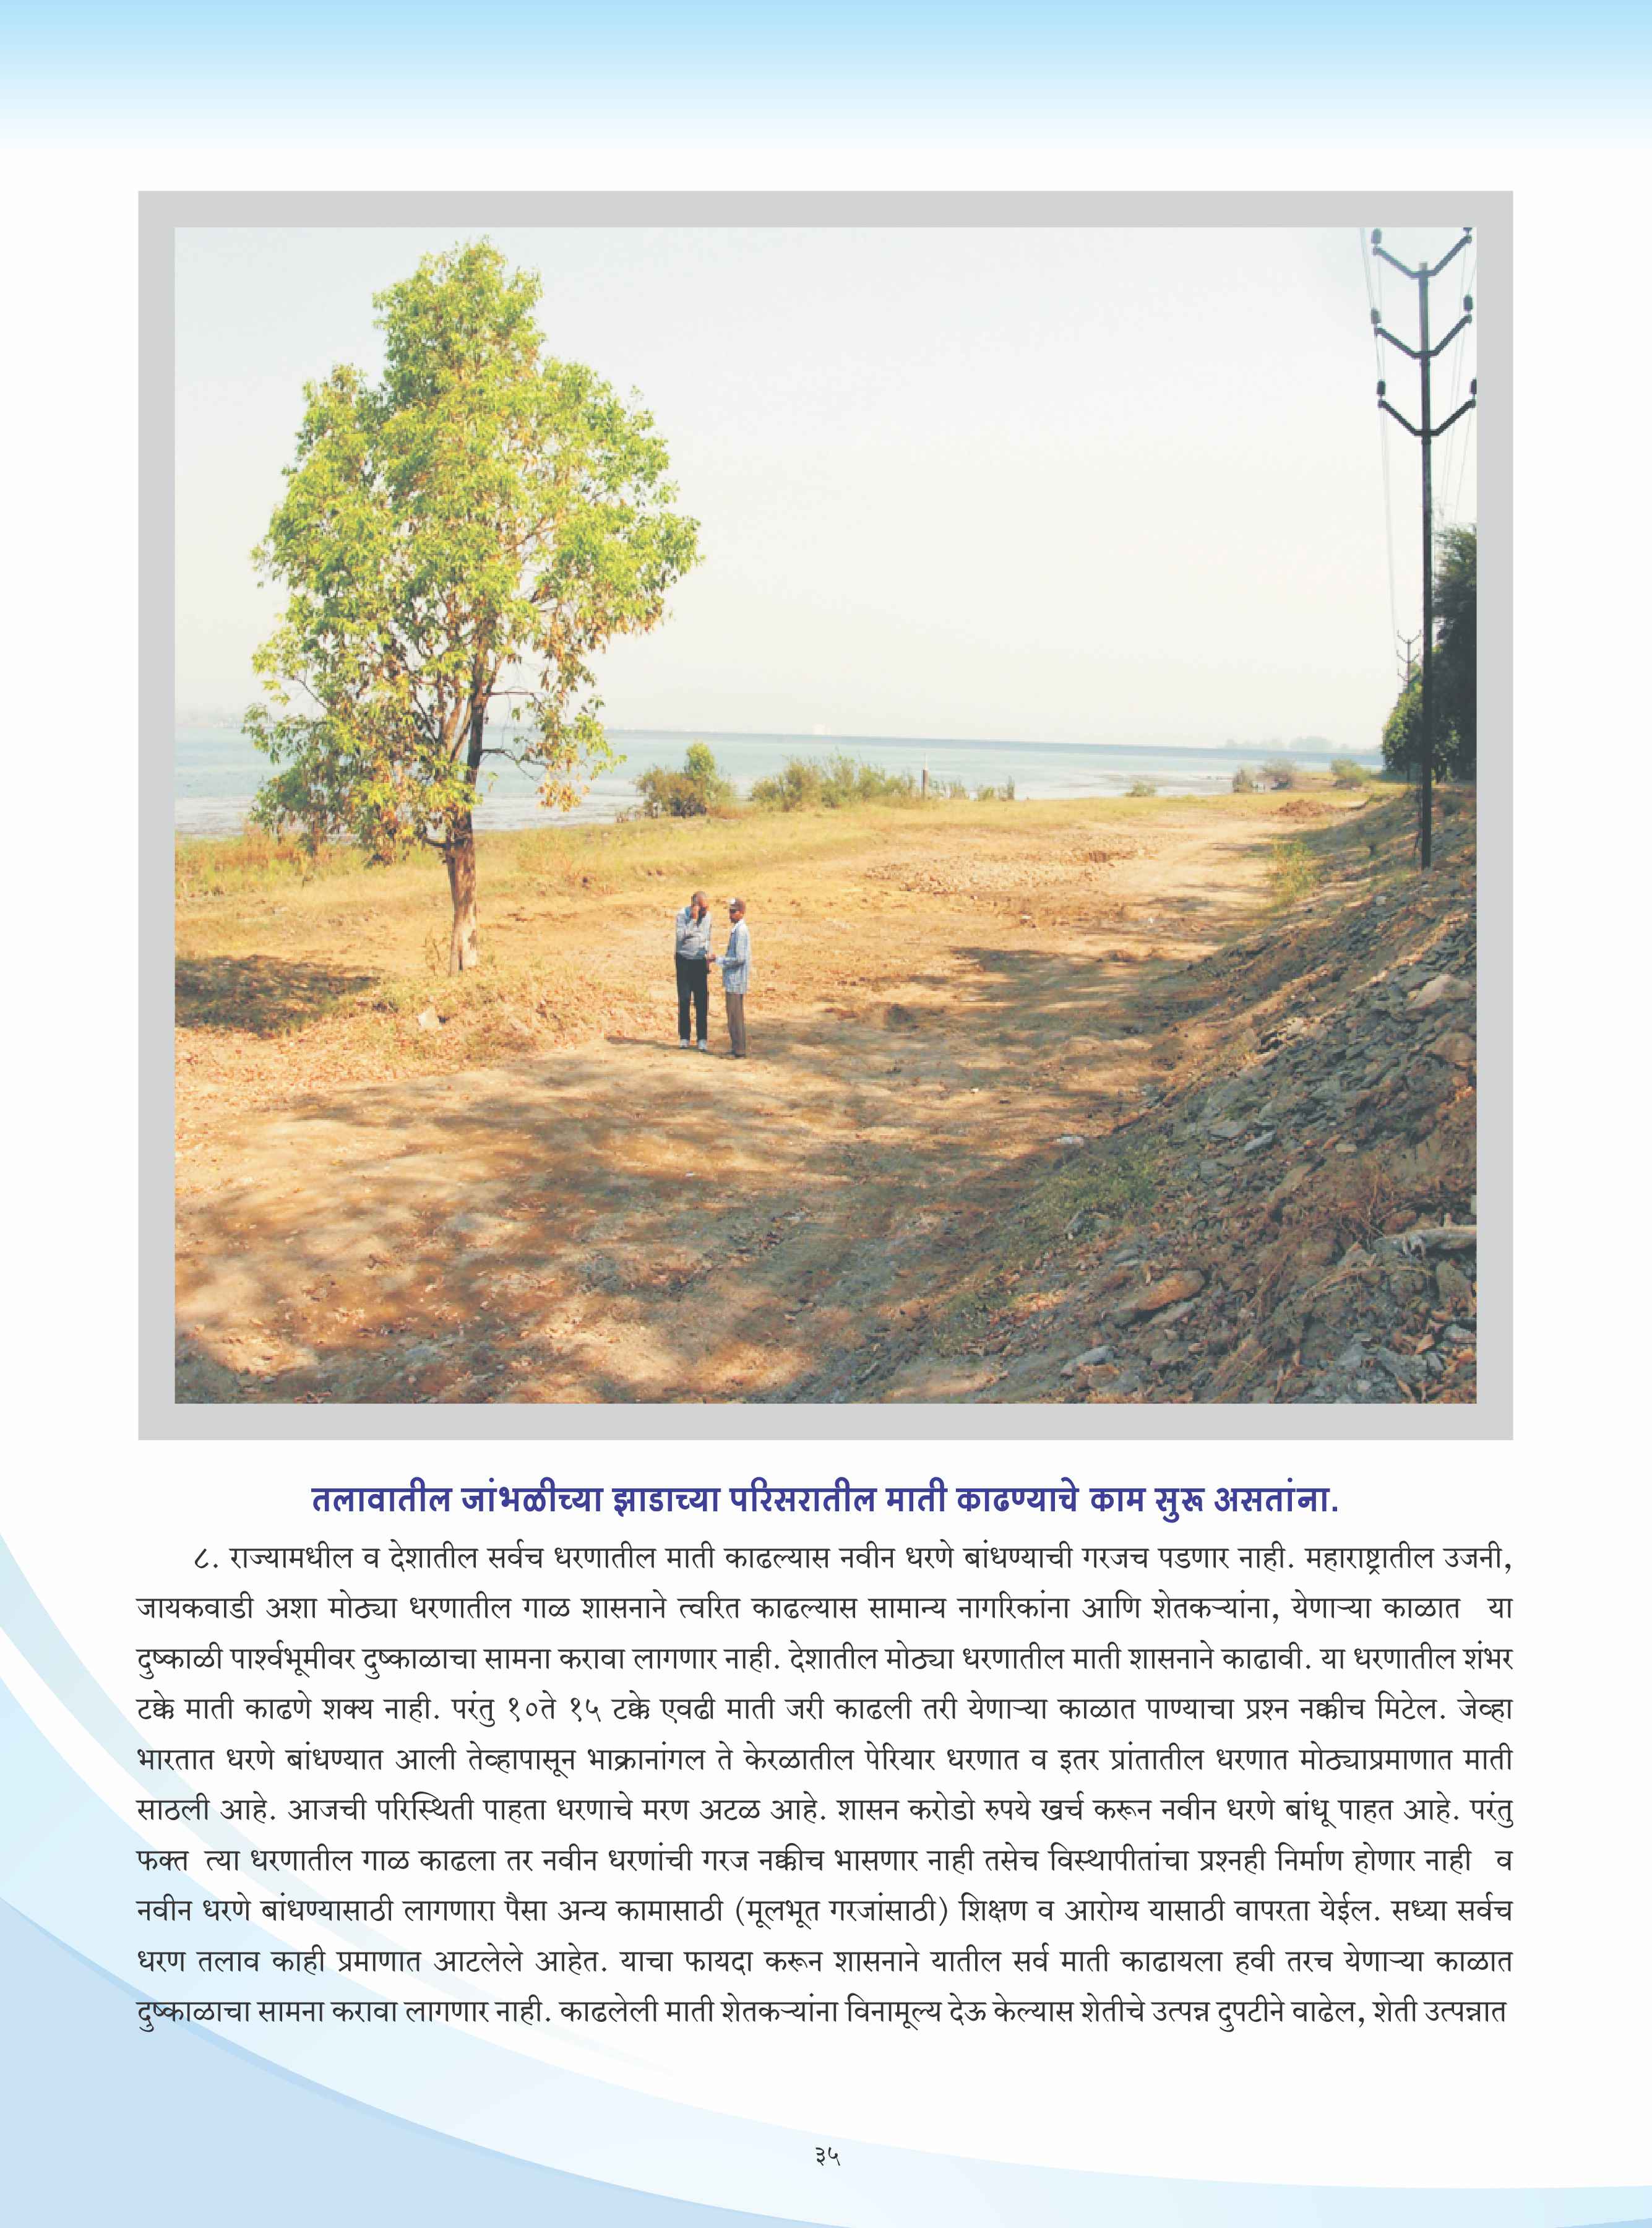 तलावातील जांभळीच्या झाडाच्या परिसरातील माती काढण्याचे काम सुरू असतांना.
८. राज्यामधील व देशातील सर्वच धरणातील माती काढल्यास नवीन धरणे बांधण्याची गरजच पडणार नाही. महाराष्ट्रातील उजनी,
जायकवाडी अशा मोठ्या धरणातील गाळ शासनाने त्वरित काढल्यास सामान्य नागरिकांना आणि शेतकऱ्यांना, येणाऱ्या काळात या
दुष्काळी पार्श्वभूमीवर दुष्काळाचा सामना करावा लागणार नाही. देशातील मोठ्या धरणातील माती शासनाने काढावी. या धरणातील शंभर
टक्के माती काढणे शक्य नाही. परंतु १०ते १५ टक्के एवढी माती जरी काढली तरी येणाऱ्या काळात पाण्याचा प्रश्न नक्कीच मिटेल. जेव्हा
भारतात धरणे बांधण्यात आली तेव्हापासून भाक्रानांगल ते केरळातील पेरियार धरणात व इतर प्रांतातील धरणात मोठ्याप्रमाणात माती
साठली आहे. आजची परिस्थिती पाहता धरणाचे मरण अटळ आहे. शासन करोडो रुपये खर्च करून नवीन धरणे बांधू पाहत आहे. परंतु
फक्त त्या धरणातील गाळ काढला तर नवीन धरणांची गरज नक्कीच भासणार नाही तसेच विस्थापीतांचा प्रश्नही निर्माण होणार नाही व
नवीन धरणे बांधण्यासाठी लागणारा पैसा अन्य कामासाठी (मूलभूत गरजांसाठी) शिक्षण व आरोग्य यासाठी वापरता येईल. सध्या सर्वच
धरण तलाव काही प्रमाणात आटलेले आहेत. याचा फायदा करून शासनाने यातील सर्व माती काढायला हवी तरच येणाऱ्या काळात
दुष्काळाचा सामना करावा लागणार नाही. काढलेली माती शेतकऱ्यांना विनामूल्य देऊ केल्यास शेतीचे उत्पन्न दुपटीने वाढेल, शेती उत्पन्नात
३५